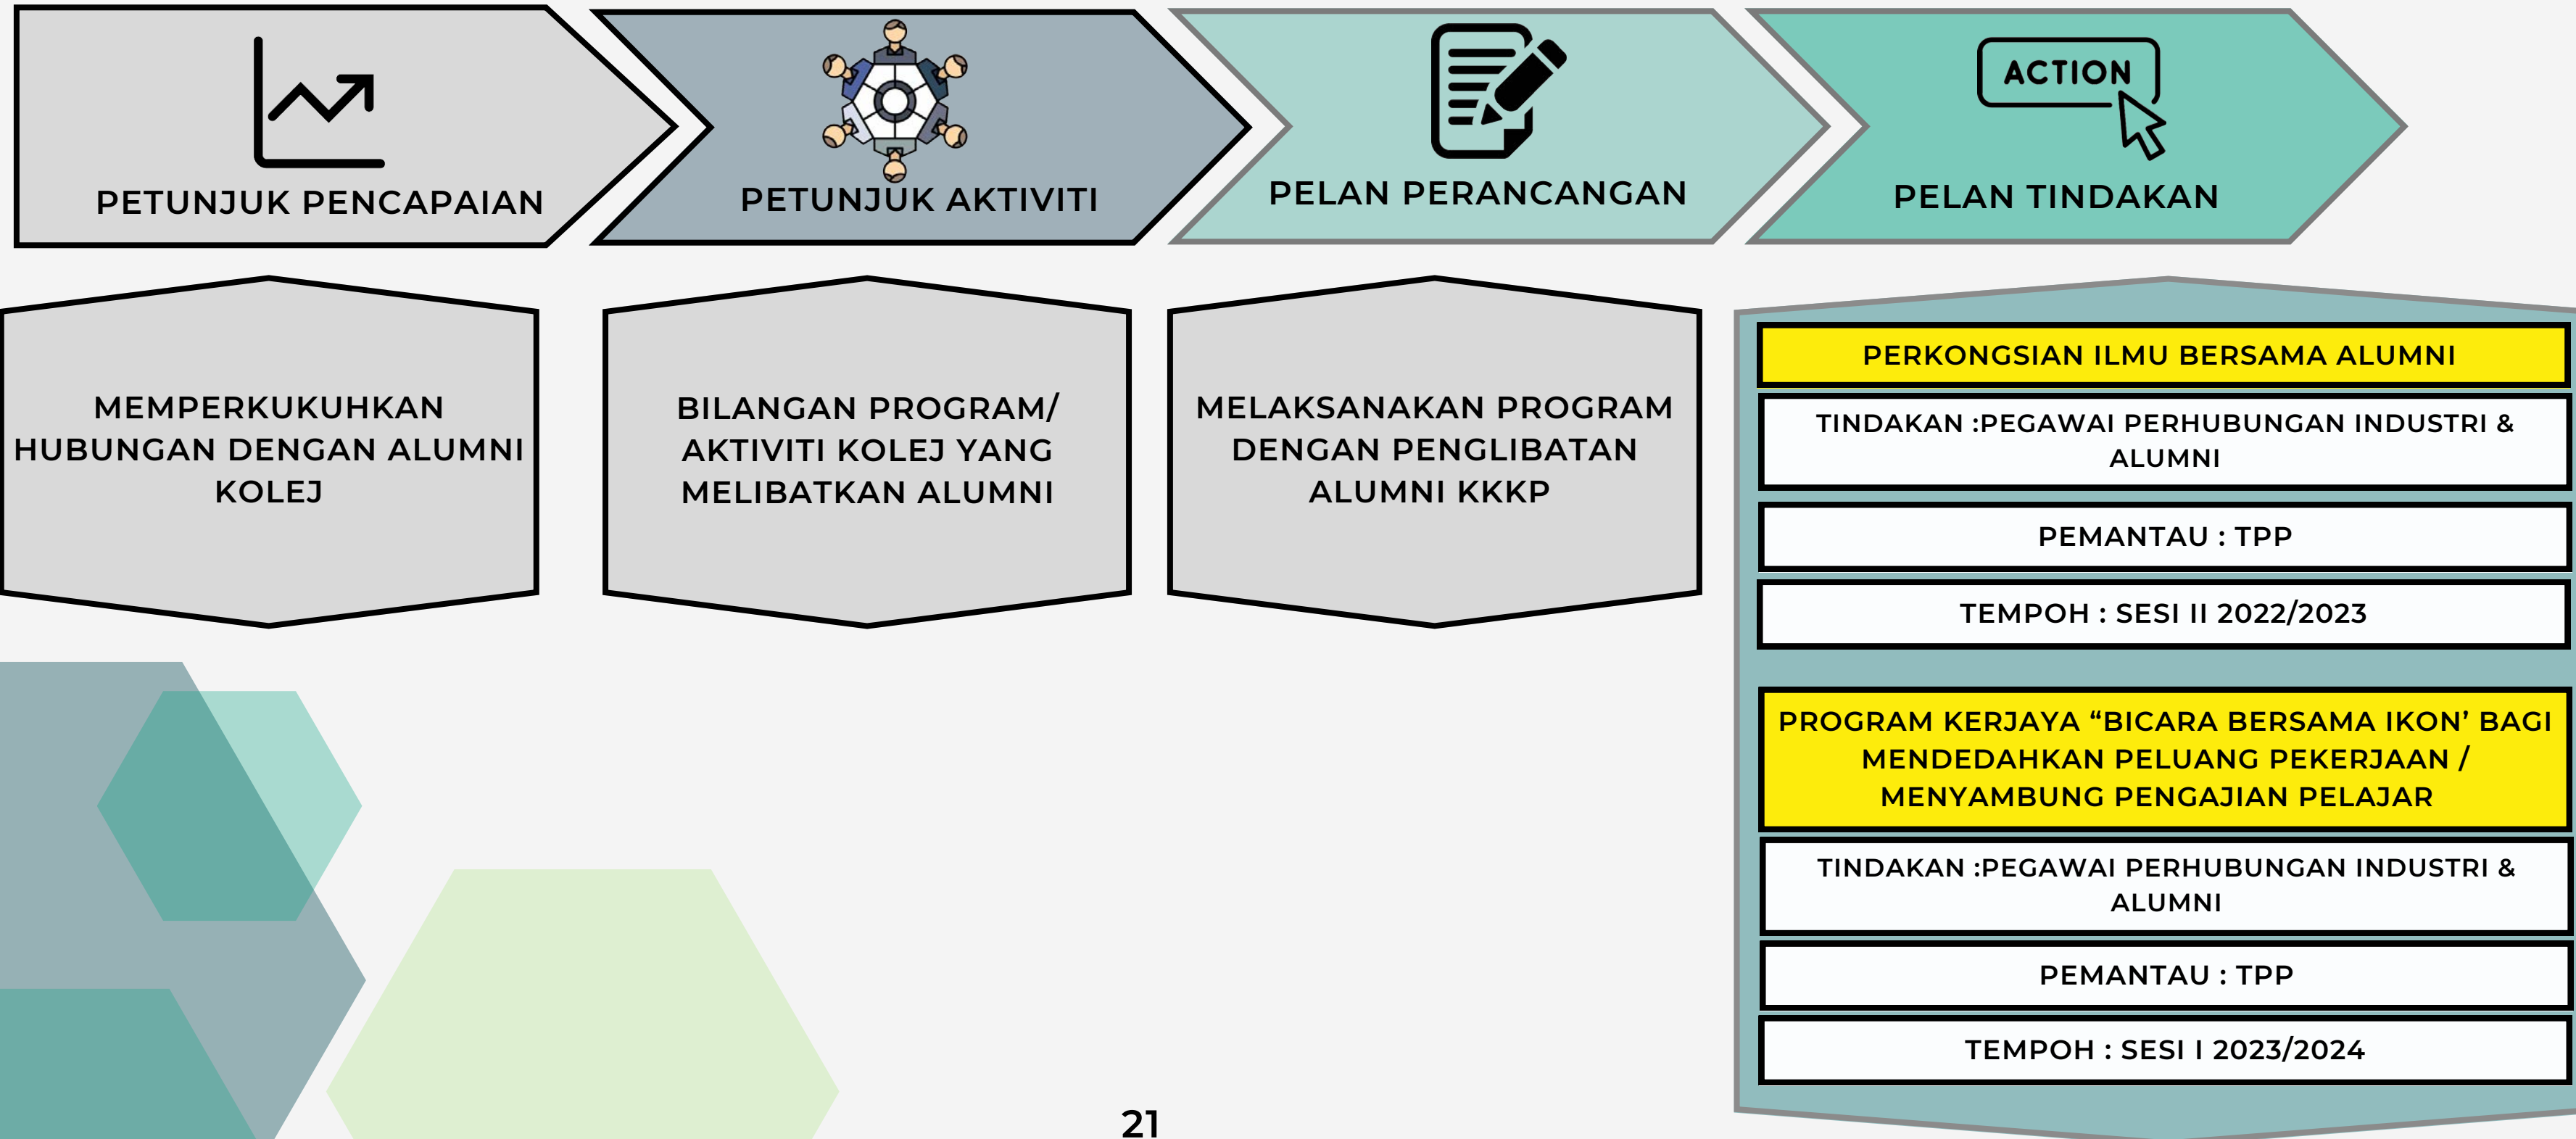 PETUNJUK PENCAPAIAN
PETUNJUK AKTIVITI
PELAN PERANCANGAN
ACTION
PELAN TINDAKAN
MEMPERKUKUHKAN
HUBUNGAN DENGAN ALUMNI
KOLEJ
BILANGAN PROGRAM/
AKTIVITI KOLEJ YANG
MELIBATKAN ALUMNI
MELAKSANAKAN PROGRAM
DENGAN PENGLIBATAN
ALUMNI KKKP
PERKONGSIAN ILMU BERSAMA ALUMNI
TINDAKAN :PEGAWAI PERHUBUNGAN INDUSTRI &
ALUMNI
PEMANTAU : TPP
TEMPOH : SESI II 2022/2023
PROGRAM KERJAYA “BICARA BERSAMA IKON’ BAGI
MENDEDAHKAN PELUANG PEKERJAAN /
MENYAMBUNG PENGAJIAN PELAJAR
TINDAKAN :PEGAWAI PERHUBUNGAN INDUSTRI &
ALUMNI
PEMANTAU : TPP
TEMPOH : SESI I 2023/2024
21